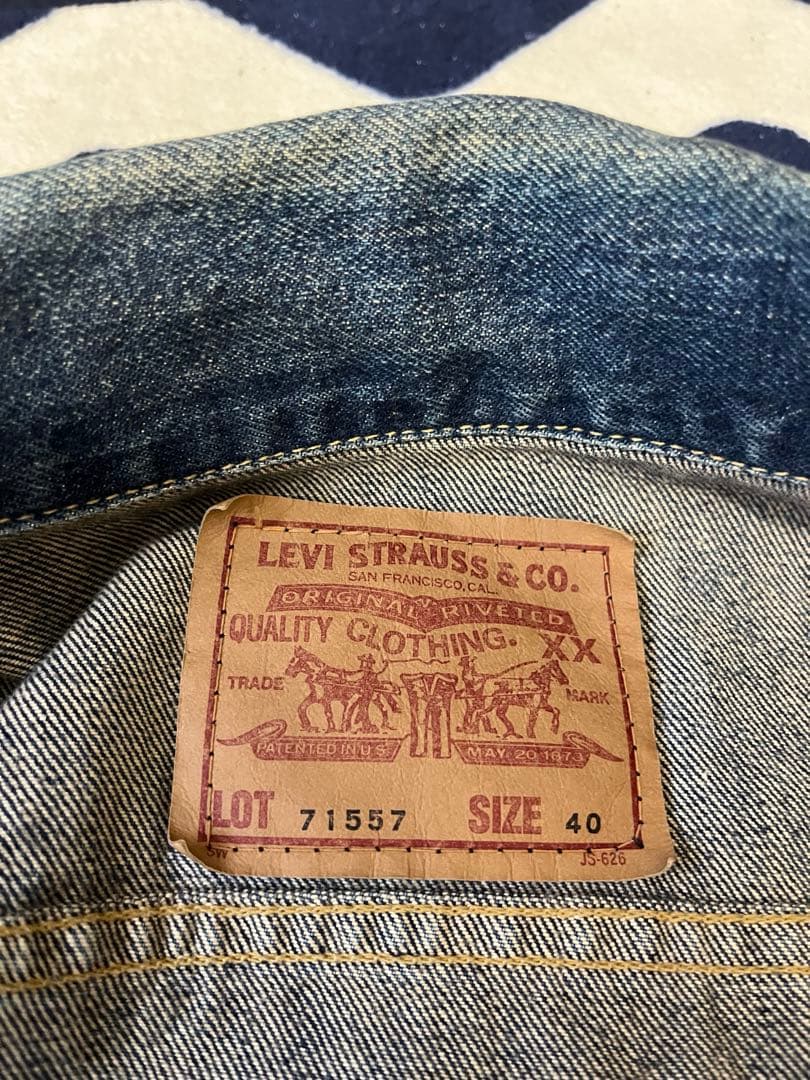 LEVI STRAUSS & CO.
SAN FRANCISCO, CAL.
ORIGINAL RIVETED
QUALITY CLOTHING. XX
TRADE MARK
PATENTED IN U.S. MAY. 20 1873
LOT 71557 SIZE 40
SW JS-626